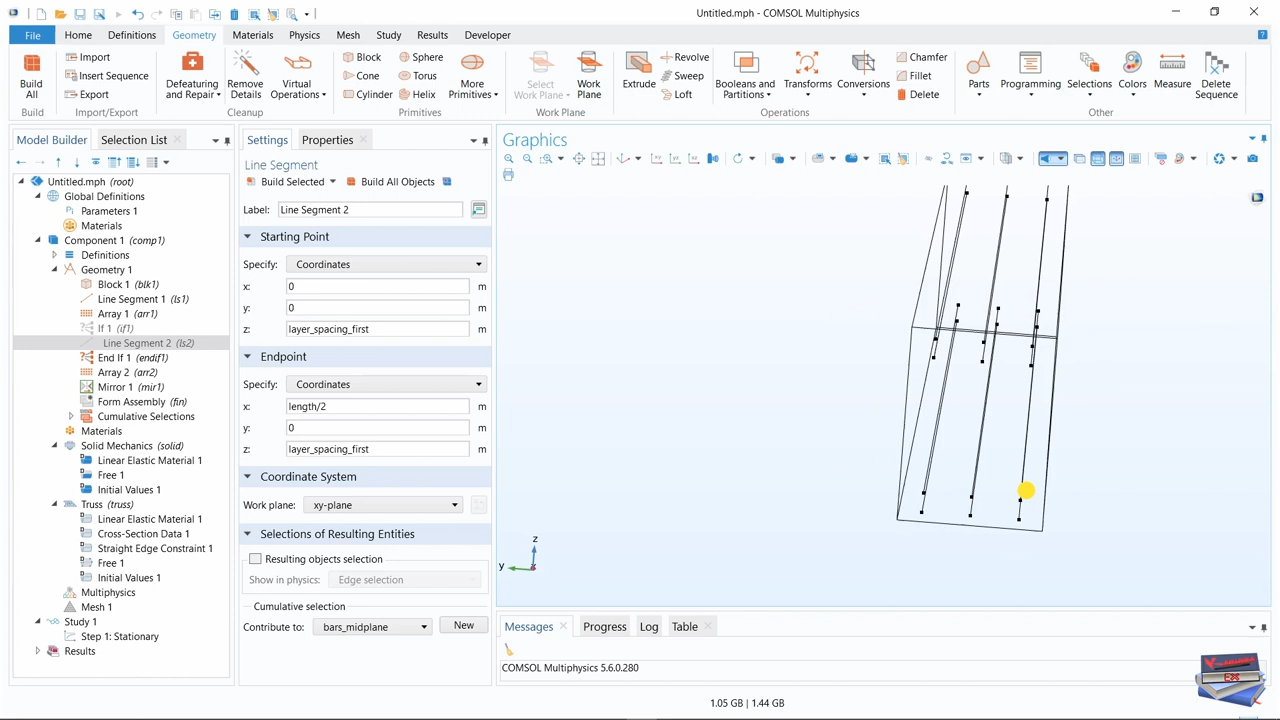 Untitled.mph - COMSOL Multiphysics
File Home Definitions Geometry Materials Physics Mesh Study Results Developer
Build All
Build
Import
Insert Sequence
Export
Import/Export
Defeaturing and Repair
Remove Details
Virtual Operations
Cleanup
Block
Cone
Cylinder
Sphere
Torus
Helix
More Primitives
Primitives
Select Work Plane
Work Plane
Work Plane
Extrude
Revolve
Sweep
Loft
Booleans and Partitions
Transforms
Conversions
Chamfer
Fillet
Delete
Operations
Parts
Programming
Selections
Colors
Measure
Delete Sequence
Other
Model Builder Selection List
Untitled.mph (root)
Global Definitions
Parameters 1
Materials
Component 1 (comp1)
Definitions
Geometry 1
Block 1 (blk1)
Line Segment 1 (ls1)
Array 1 (arr1)
If 1 (if1)
Line Segment 2 (ls2)
End If 1 (endif1)
Array 2 (arr2)
Mirror 1 (mir1)
Form Assembly (fin)
Cumulative Selections
Materials
Solid Mechanics (solid)
Linear Elastic Material 1
Free 1
Initial Values 1
Truss (truss)
Linear Elastic Material 1
Cross-Section Data 1
Straight Edge Constraint 1
Free 1
Initial Values 1
Multiphysics
Mesh 1
Study 1
Step 1: Stationary
Results
Settings Properties
Line Segment
Build Selected Build All Objects
Label: Line Segment 2
Starting Point
Specify: Coordinates
x: 0 m
y: 0 m
z: layer_spacing_first m
Endpoint
Specify: Coordinates
x: length/2 m
y: 0 m
z: layer_spacing_first m
Coordinate System
Work plane: xy-plane
Selections of Resulting Entities
Resulting objects selection
Show in physics: Edge selection
Cumulative selection
Contribute to: bars_midplane New
Graphics
z
y
Messages Progress Log Table
COMSOL Multiphysics 5.6.0.280
1.05 GB | 1.44 GB